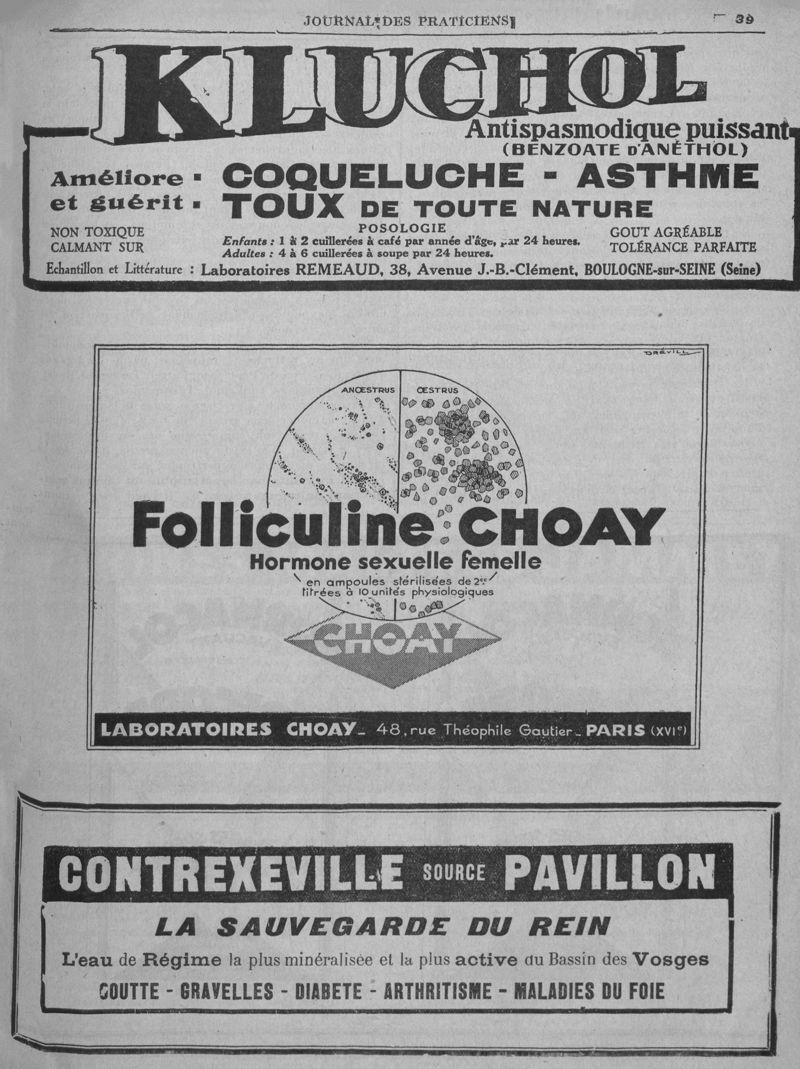 JOURNAL DES PRATICIENS 39
KLUCHOL
Antispasmodique puissant
(BENZOATE D'ANÉTHOL)
Améliore COQUELUCHE - ASTHME
et guérit : TOUX DE TOUTE NATURE
NON TOXIQUE
CALMANT SUR
POSOLOGIE
Enfants : 1 à 2 cuillerées à café par année d'âge, par 24 heures.
Adultes : 4 à 6 cuillerées à soupe par 24 heures.
GOUT AGRÉABLE
TOLÉRANCE PARFAITE
Echantillon et Littérature : Laboratoires REMEAUD, 38, Avenue J.-B.-Clément, BOULOGNE-sur-SEINE (Seine)
ANŒSTRUS ŒSTRUS
Folliculine CHOAY
Hormone sexuelle femelle
en ampoules stérilisées de 2cc
titrées à 10 unités physiologiques
CHOAY
LABORATOIRES CHOAY_ 48, rue Théophile Gautier_ PARIS (XVIe)
CONTREXEVILLE SOURCE PAVILLON
LA SAUVEGARDE DU REIN
L'eau de Régime la plus minéralisée et la plus active du Bassin des Vosges
GOUTTE - GRAVELLES - DIABETE - ARTHRITISME - MALADIES DU FOIE